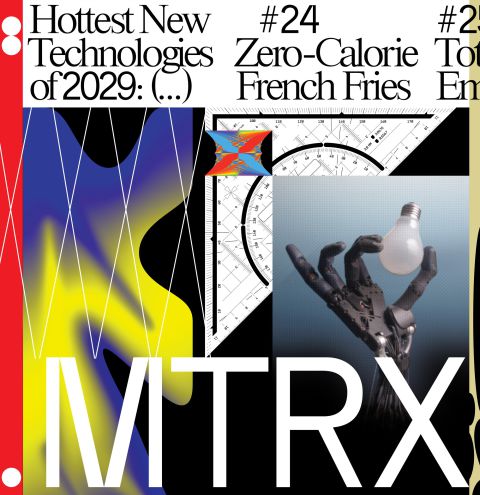 Hottest New
Technologies
of 2029: (...)
#24
Zero-Calorie
French Fries
MTRX